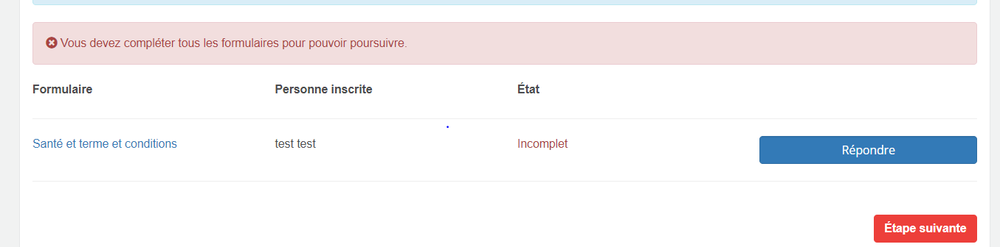 Vous devez compléter tous les formulaires pour pouvoir poursuivre.
Formulaire Personne inscrite État
Santé et terme et conditions test test Incomplet Répondre
Étape suivante